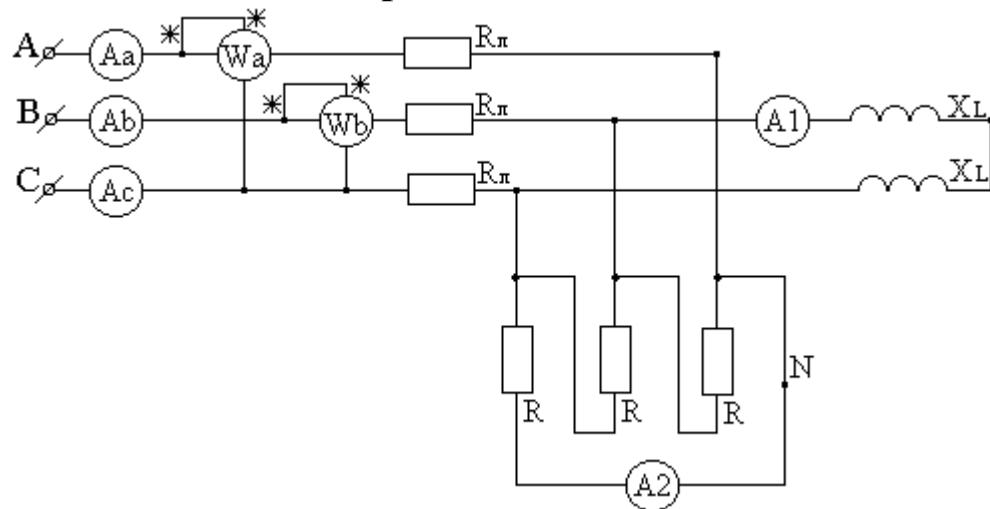 A Aa * * Wa Rл
B Ab * * Wb Rл A1 XL
C Ac Rл XL
R R R N
A2